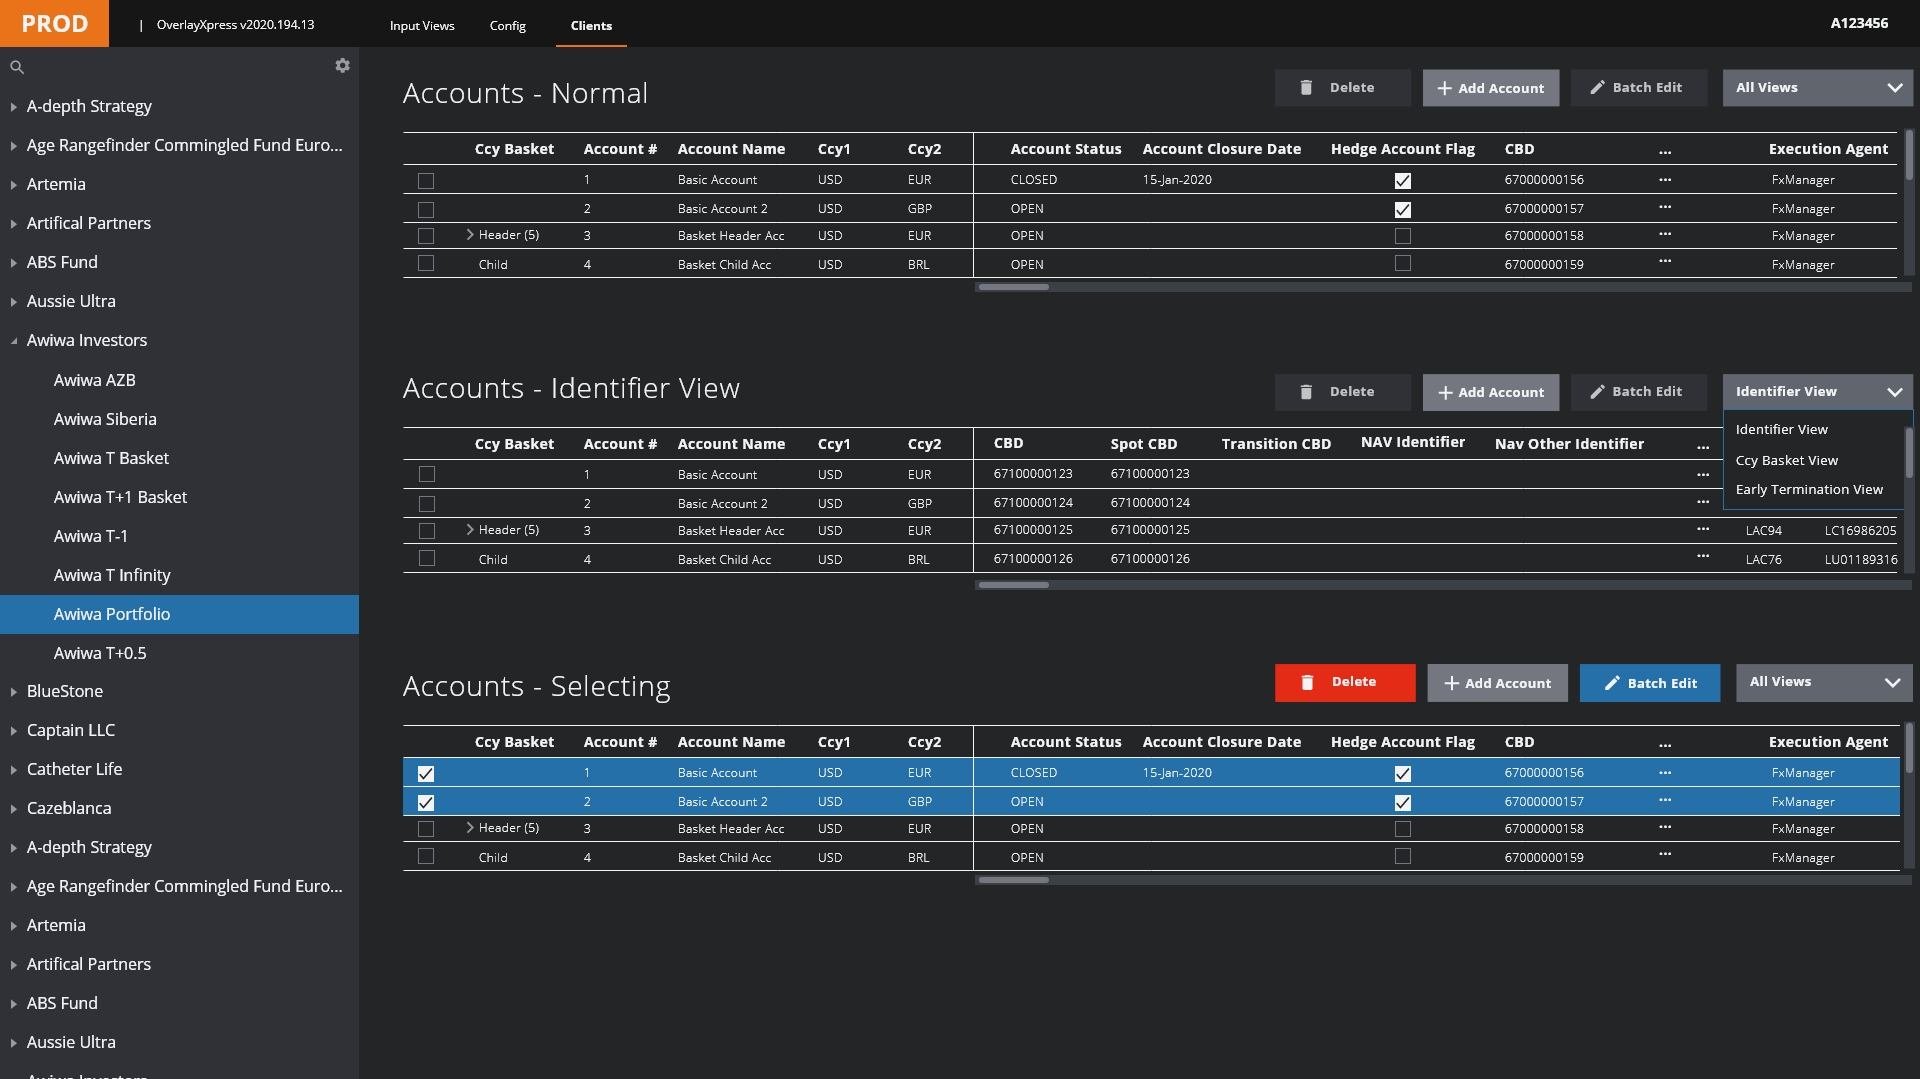 PROD | OverlayXpress v2020.194.13 Input Views Config Clients A123456
A-depth Strategy
Age Rangefinder Commingled Fund Euro...
Artemia
Artifical Partners
ABS Fund
Aussie Ultra
Awiwa Investors
Awiwa AZB
Awiwa Siberia
Awiwa T Basket
Awiwa T+1 Basket
Awiwa T-1
Awiwa T Infinity
Awiwa Portfolio
Awiwa T+0.5
BlueStone
Captain LLC
Catheter Life
Cazeblanca
A-depth Strategy
Age Rangefinder Commingled Fund Euro...
Artemia
Artifical Partners
ABS Fund
Aussie Ultra
Awiwa Investors
Accounts - Normal Delete + Add Account Batch Edit All Views
Ccy Basket Account # Account Name Ccy1 Ccy2 Account Status Account Closure Date Hedge Account Flag CBD ... Execution Agent
1 Basic Account USD EUR CLOSED 15-Jan-2020 67000000156 ... FxManager
2 Basic Account 2 USD GBP OPEN 67000000157 ... FxManager
Header (5) 3 Basket Header Acc USD EUR OPEN 67000000158 ... FxManager
Child 4 Basket Child Acc USD BRL OPEN 67000000159 ... FxManager
Accounts - Identifier View Delete + Add Account Batch Edit Identifier View
Identifier View
Ccy Basket View
Early Termination View
Ccy Basket Account # Account Name Ccy1 Ccy2 CBD Spot CBD Transition CBD NAV Identifier Nav Other Identifier ...
1 Basic Account USD EUR 67100000123 67100000123 ...
2 Basic Account 2 USD GBP 67100000124 67100000124 ...
Header (5) 3 Basket Header Acc USD EUR 67100000125 67100000125 ... LAC94 LC16986205
Child 4 Basket Child Acc USD BRL 67100000126 67100000126 ... LAC76 LU01189316
Accounts - Selecting Delete + Add Account Batch Edit All Views
Ccy Basket Account # Account Name Ccy1 Ccy2 Account Status Account Closure Date Hedge Account Flag CBD ... Execution Agent
1 Basic Account USD EUR CLOSED 15-Jan-2020 67000000156 ... FxManager
2 Basic Account 2 USD GBP OPEN 67000000157 ... FxManager
Header (5) 3 Basket Header Acc USD EUR OPEN 67000000158 ... FxManager
Child 4 Basket Child Acc USD BRL OPEN 67000000159 ... FxManager